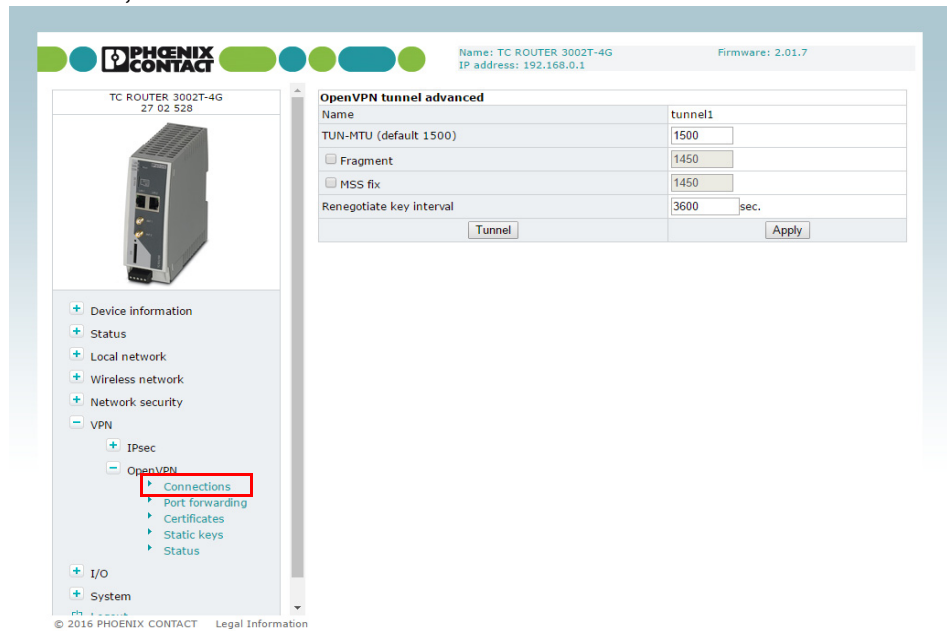 PHŒNIX
CONTACT
Name: TC ROUTER 3002T-4G
IP address: 192.168.0.1
Firmware: 2.01.7
TC ROUTER 3002T-4G
27 02 528
OpenVPN tunnel advanced
Name tunnel1
TUN-MTU (default 1500) 1500
Fragment 1450
MSS fix 1450
Renegotiate key interval 3600 sec.
Tunnel Apply
Device information
Status
Local network
Wireless network
Network security
VPN
IPsec
OpenVPN
Connections
Port forwarding
Certificates
Static keys
Status
I/O
System
© 2016 PHOENIX CONTACT Legal Information